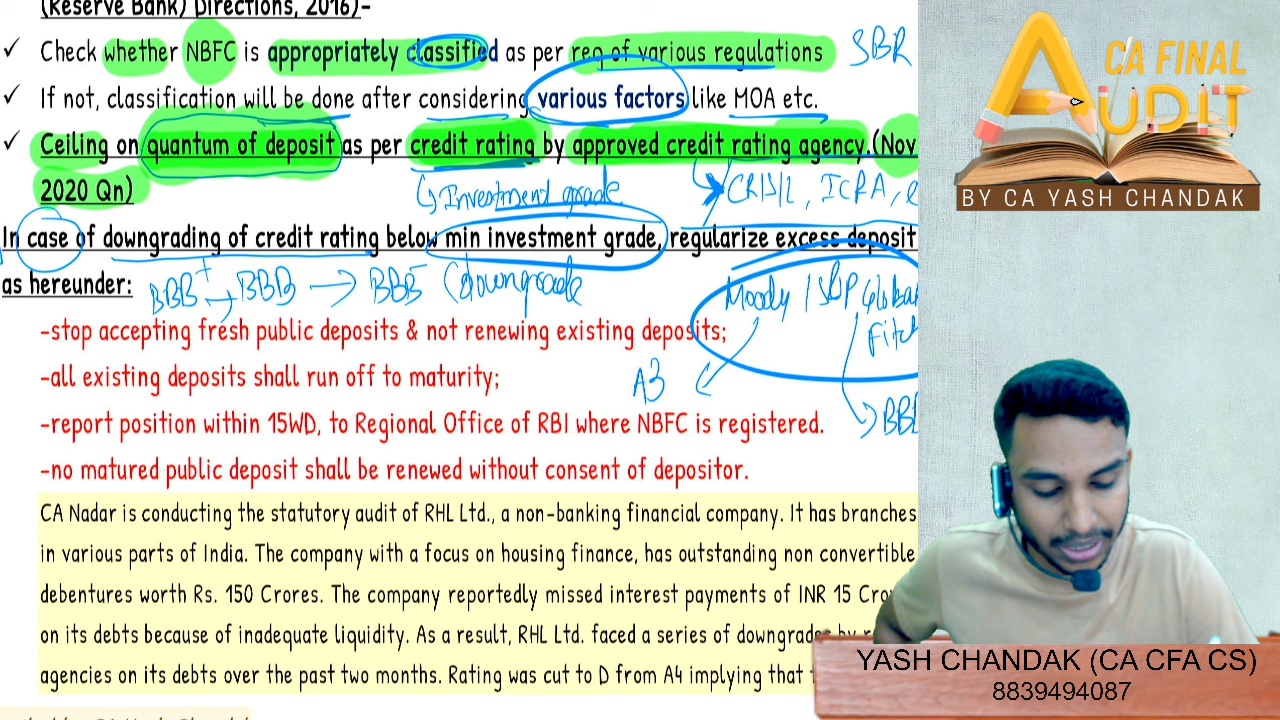 (Reserve Bank) Directions, 2016)-
✓ Check whether NBFC is appropriately classified as per req of various regulations SBR
✓ If not, classification will be done after considering various factors like MOA etc.
✓ Ceiling on quantum of deposit as per credit rating by approved credit rating agency.(Nov
2020 Qn)
↳ Investment grade
CRISIL, ICRA,
In case of downgrading of credit rating below min investment grade, regularize excess deposit
as hereunder:
BBB+ → BBB → BBB- (downgrade
Moody / S&P Global
Fitch
-stop accepting fresh public deposits & not renewing existing deposits;
-all existing deposits shall run off to maturity;
A3
-report position within 15WD, to Regional Office of RBI where NBFC is registered.
-no matured public deposit shall be renewed without consent of depositor.
CA Nadar is conducting the statutory audit of RHL Ltd., a non-banking financial company. It has branches
in various parts of India. The company with a focus on housing finance, has outstanding non convertible
debentures worth Rs. 150 Crores. The company reportedly missed interest payments of INR 15
on its debts because of inadequate liquidity. As a result, RHL Ltd. faced a series of downgrades by
agencies on its debts over the past two months. Rating was cut to D from A4 implying that
CA FINAL
AUDIT
BY CA YASH CHANDAK
YASH CHANDAK (CA CFA CS)
8839494087